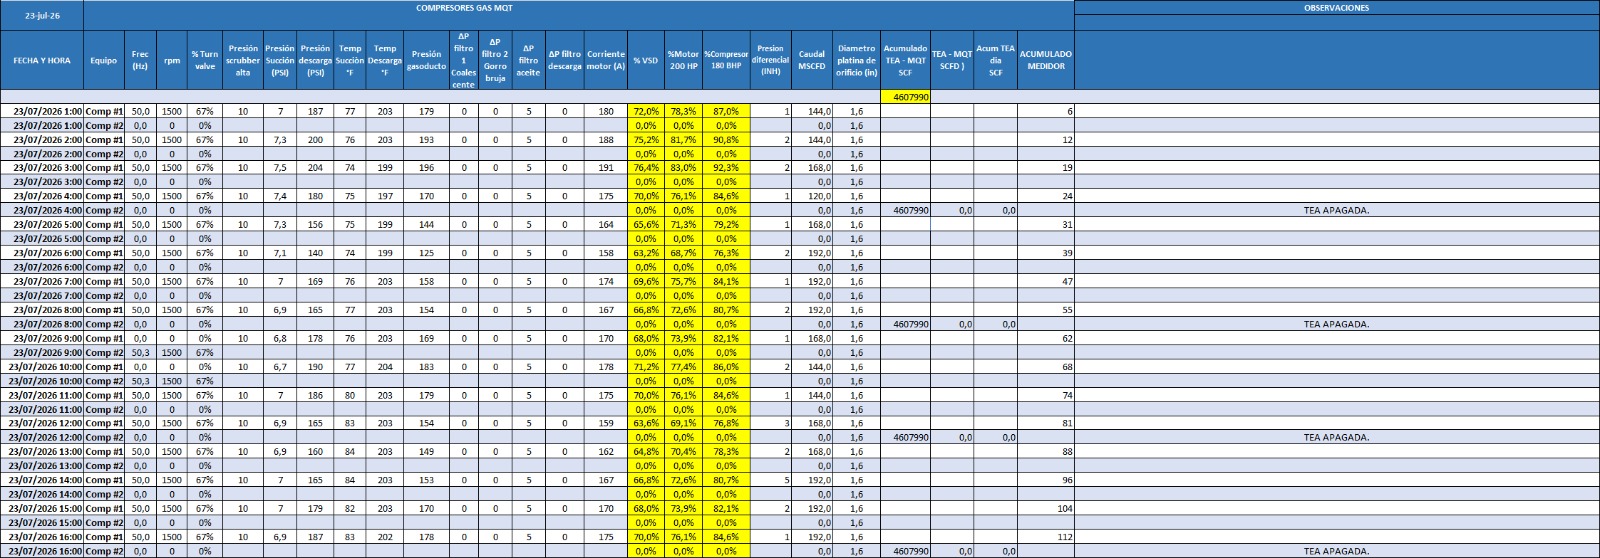 23-jul-26 COMPRESORES GAS MQT OBSERVACIONES
FECHA Y HORA Equipo Frec (Hz) rpm % Turn valve Presión scrubber alta Presión Succión (PSI) Presión descarga (PSI) Temp Succión °F Temp Descarga °F Presión gasoducto ΔP filtro 1 Coales cente ΔP filtro 2 Gorro bruja ΔP filtro aceite ΔP filtro descarga Corriente motor (A) % VSD %Motor 200 HP %Compresor 180 BHP Presion diferencial (INH) Caudal MSCFD Diametro platina de orificio (in) Acumulado TEA - MQT SCF TEA - MQT SCFD ) Acum TEA dia SCF ACUMULADO MEDIDOR
4607990
23/07/2026 1:00 Comp #1 50,0 1500 67% 10 7 187 77 203 179 0 0 5 0 180 72,0% 78,3% 87,0% 1 144,0 1,6 6
23/07/2026 1:00 Comp #2 0,0 0 0% 0,0% 0,0% 0,0% 0,0 1,6
23/07/2026 2:00 Comp #1 50,0 1500 67% 10 7,3 200 76 203 193 0 0 5 0 188 75,2% 81,7% 90,8% 2 144,0 1,6 12
23/07/2026 2:00 Comp #2 0,0 0 0% 0,0% 0,0% 0,0% 0,0 1,6
23/07/2026 3:00 Comp #1 50,0 1500 67% 10 7,5 204 74 199 196 0 0 5 0 191 76,4% 83,0% 92,3% 2 168,0 1,6 19
23/07/2026 3:00 Comp #2 0,0 0 0% 0,0% 0,0% 0,0% 0,0 1,6
23/07/2026 4:00 Comp #1 50,0 1500 67% 10 7,4 180 75 197 170 0 0 5 0 175 70,0% 76,1% 84,6% 1 120,0 1,6 24
23/07/2026 4:00 Comp #2 0,0 0 0% 0,0% 0,0% 0,0% 0,0 1,6 4607990 0,0 0,0 TEA APAGADA.
23/07/2026 5:00 Comp #1 50,0 1500 67% 10 7,3 156 75 199 144 0 0 5 0 164 65,6% 71,3% 79,2% 1 168,0 1,6 31
23/07/2026 5:00 Comp #2 0,0 0 0% 0,0% 0,0% 0,0% 0,0 1,6
23/07/2026 6:00 Comp #1 50,0 1500 67% 10 7,1 140 74 199 125 0 0 5 0 158 63,2% 68,7% 76,3% 2 192,0 1,6 39
23/07/2026 6:00 Comp #2 0,0 0 0% 0,0% 0,0% 0,0% 0,0 1,6
23/07/2026 7:00 Comp #1 50,0 1500 67% 10 7 169 76 203 158 0 0 5 0 174 69,6% 75,7% 84,1% 1 192,0 1,6 47
23/07/2026 7:00 Comp #2 0,0 0 0% 0,0% 0,0% 0,0% 0,0 1,6
23/07/2026 8:00 Comp #1 50,0 1500 67% 10 6,9 165 77 203 154 0 0 5 0 167 66,8% 72,6% 80,7% 2 192,0 1,6 55
23/07/2026 8:00 Comp #2 0,0 0 0% 0,0% 0,0% 0,0% 0,0 1,6 4607990 0,0 0,0 TEA APAGADA.
23/07/2026 9:00 Comp #1 0,0 0 0% 10 6,8 178 76 203 169 0 0 5 0 170 68,0% 73,9% 82,1% 1 168,0 1,6 62
23/07/2026 9:00 Comp #2 50,3 1500 67% 0,0% 0,0% 0,0% 0,0 1,6
23/07/2026 10:00 Comp #1 0,0 0 0% 10 6,7 190 77 204 183 0 0 5 0 178 71,2% 77,4% 86,0% 2 144,0 1,6 68
23/07/2026 10:00 Comp #2 50,3 1500 67% 0,0% 0,0% 0,0% 0,0 1,6
23/07/2026 11:00 Comp #1 50,0 1500 67% 10 7 186 80 203 179 0 0 5 0 175 70,0% 76,1% 84,6% 1 144,0 1,6 74
23/07/2026 11:00 Comp #2 0,0 0 0% 0,0% 0,0% 0,0% 0,0 1,6
23/07/2026 12:00 Comp #1 50,0 1500 67% 10 6,9 165 83 203 154 0 0 5 0 159 63,6% 69,1% 76,8% 3 168,0 1,6 81
23/07/2026 12:00 Comp #2 0,0 0 0% 0,0% 0,0% 0,0% 0,0 1,6 4607990 0,0 0,0 TEA APAGADA.
23/07/2026 13:00 Comp #1 50,0 1500 67% 10 6,9 160 84 203 149 0 0 5 0 162 64,8% 70,4% 78,3% 2 168,0 1,6 88
23/07/2026 13:00 Comp #2 0,0 0 0% 0,0% 0,0% 0,0% 0,0 1,6
23/07/2026 14:00 Comp #1 50,0 1500 67% 10 7 165 84 203 153 0 0 5 0 167 66,8% 72,6% 80,7% 5 192,0 1,6 96
23/07/2026 14:00 Comp #2 0,0 0 0% 0,0% 0,0% 0,0% 0,0 1,6
23/07/2026 15:00 Comp #1 50,0 1500 67% 10 7 179 82 203 170 0 0 5 0 170 68,0% 73,9% 82,1% 2 192,0 1,6 104
23/07/2026 15:00 Comp #2 0,0 0 0% 0,0% 0,0% 0,0% 0,0 1,6
23/07/2026 16:00 Comp #1 50,0 1500 67% 10 6,9 187 83 202 178 0 0 5 0 175 70,0% 76,1% 84,6% 1 192,0 1,6 112
23/07/2026 16:00 Comp #2 0,0 0 0% 0,0% 0,0% 0,0% 0,0 1,6 4607990 0,0 0,0 TEA APAGADA.